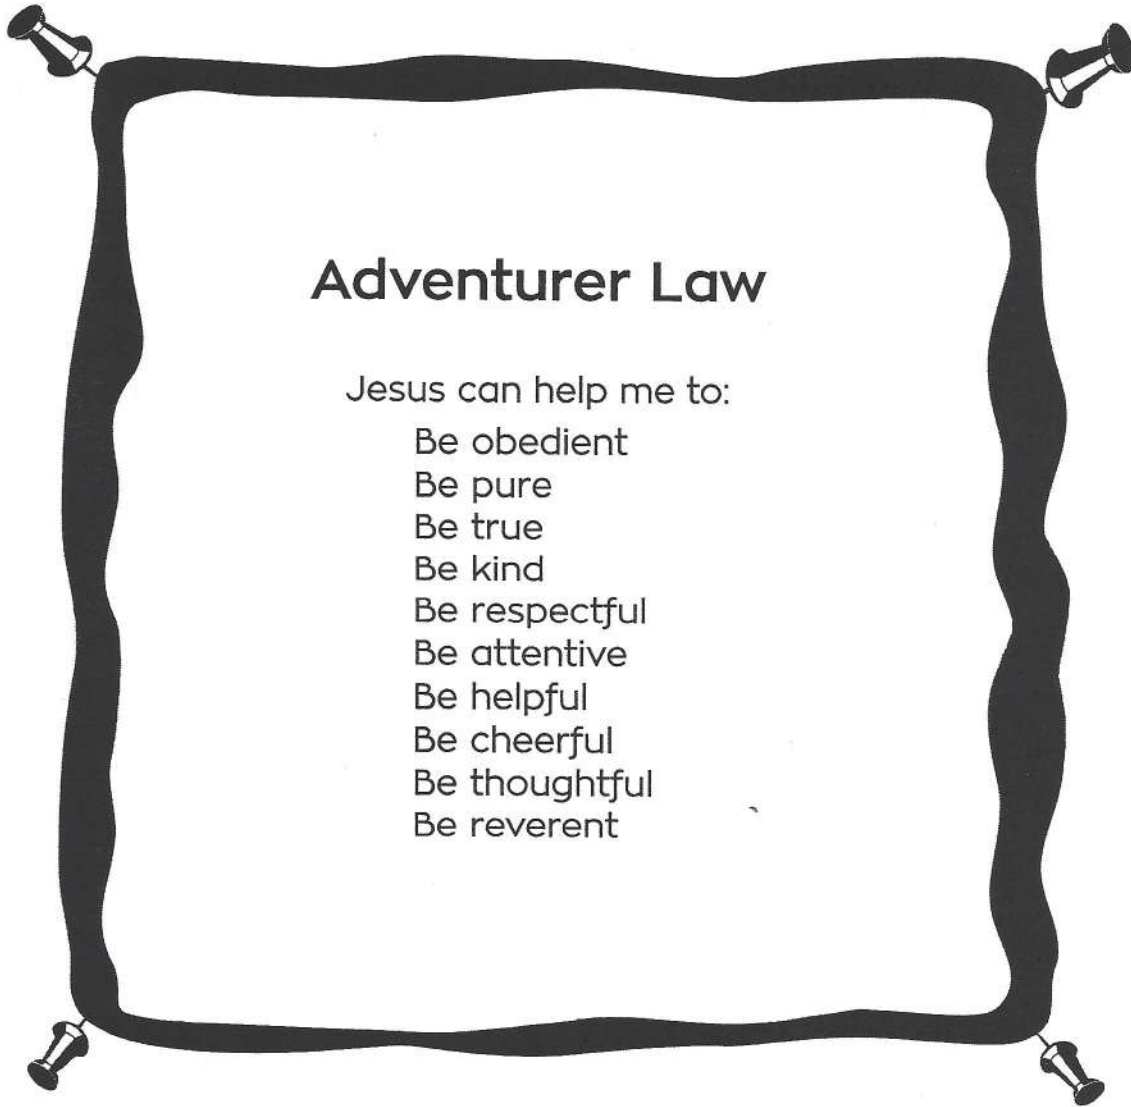 Adventurer Law
Jesus can help me to:
Be obedient
Be pure
Be true
Be kind
Be respectful
Be attentive
Be helpful
Be cheerful
Be thoughtful
Be reverent